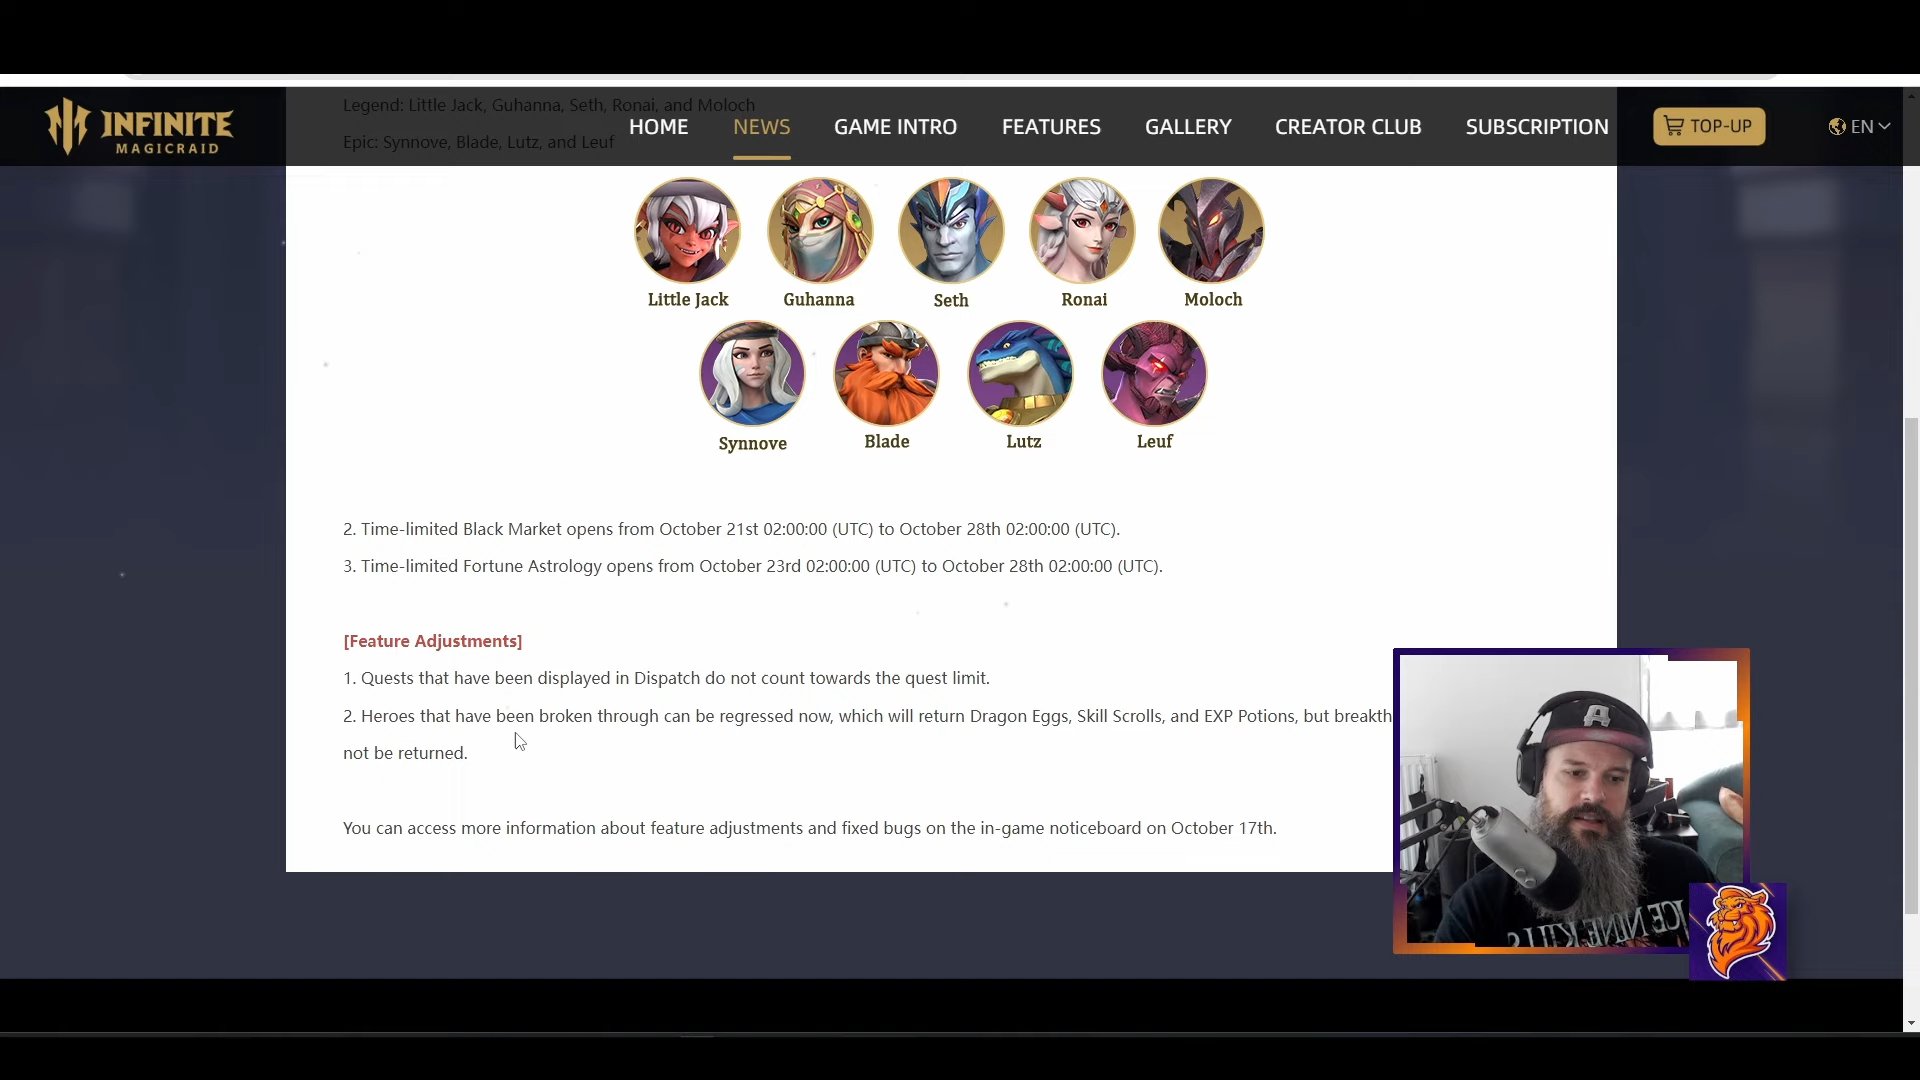 Legend: Little Jack, Guhanna, Seth, Ronai, and Moloch
INFINITE
MAGICRAID
HOME NEWS GAME INTRO FEATURES GALLERY CREATOR CLUB SUBSCRIPTION TOP-UP EN
Epic: Synnove, Blade, Lutz, and Leuf
Little Jack Guhanna Seth Ronai Moloch
Synnove Blade Lutz Leuf
2. Time-limited Black Market opens from October 21st 02:00:00 (UTC) to October 28th 02:00:00 (UTC).
3. Time-limited Fortune Astrology opens from October 23rd 02:00:00 (UTC) to October 28th 02:00:00 (UTC).
[Feature Adjustments]
1. Quests that have been displayed in Dispatch do not count towards the quest limit.
2. Heroes that have been broken through can be regressed now, which will return Dragon Eggs, Skill Scrolls, and EXP Potions, but breakth
not be returned.
You can access more information about feature adjustments and fixed bugs on the in-game noticeboard on October 17th.
A
ICE NINE KILLS